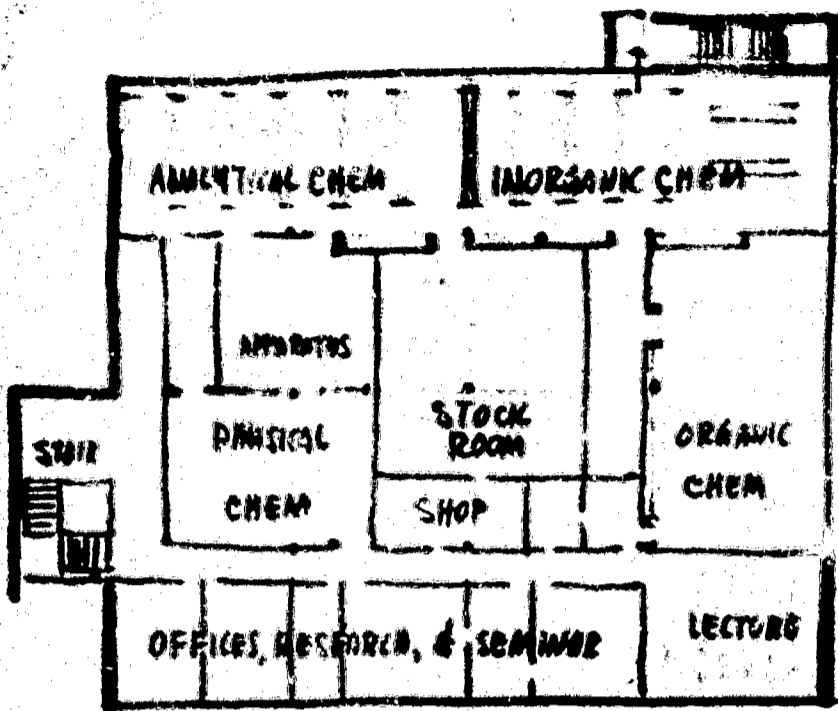 ANALYTICAL CHEM
INORGANIC CHEM
APPARATUS
STOCK
ROOM
STAIR
PHYSICAL
CHEM
ORGANIC
CHEM
SHOP
OFFICES, RESEARCH, & SEMINAR
LECTURE